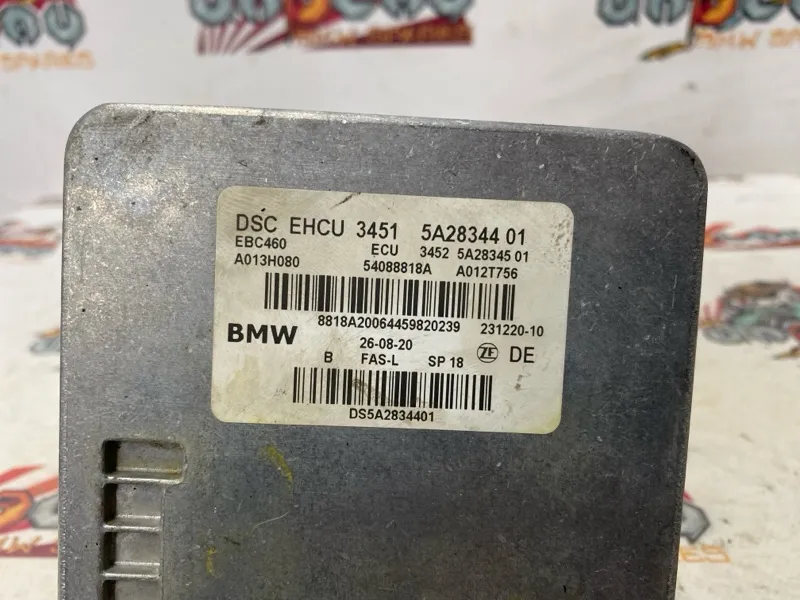 DSC EHCU 3451 5A28344 01
EBC460 ECU 3452 5A28345 01
A013H080 54088818A A012T756
8818A20064459820239 231220-10
BMW 26-08-20 ZF DE
B FAS-L SP 18
DS5A2834401